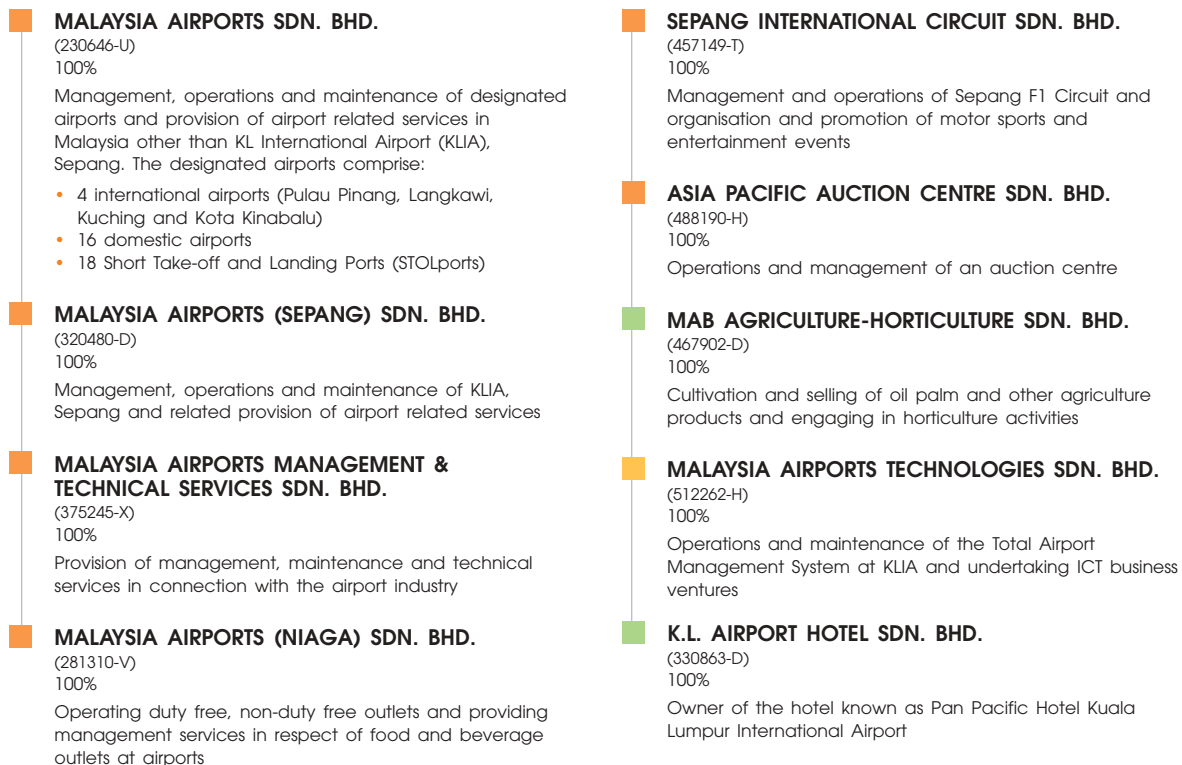 MALAYSIA AIRPORTS SDN. BHD.
(230646-U)
100%
Management, operations and maintenance of designated
airports and provision of airport related services in
Malaysia other than KL International Airport (KLIA),
Sepang. The designated airports comprise:
• 4 international airports (Pulau Pinang, Langkawi,
Kuching and Kota Kinabalu)
• 16 domestic airports
• 18 Short Take-off and Landing Ports (STOLports)
MALAYSIA AIRPORTS (SEPANG) SDN. BHD.
(320480-D)
100%
Management, operations and maintenance of KLIA,
Sepang and related provision of airport related services
MALAYSIA AIRPORTS MANAGEMENT &
TECHNICAL SERVICES SDN. BHD.
(375245-X)
100%
Provision of management, maintenance and technical
services in connection with the airport industry
MALAYSIA AIRPORTS (NIAGA) SDN. BHD.
(281310-V)
100%
Operating duty free, non-duty free outlets and providing
management services in respect of food and beverage
outlets at airports
SEPANG INTERNATIONAL CIRCUIT SDN. BHD.
(457149-T)
100%
Management and operations of Sepang F1 Circuit and
organisation and promotion of motor sports and
entertainment events
ASIA PACIFIC AUCTION CENTRE SDN. BHD.
(488190-H)
100%
Operations and management of an auction centre
MAB AGRICULTURE-HORTICULTURE SDN. BHD.
(467902-D)
100%
Cultivation and selling of oil palm and other agriculture
products and engaging in horticulture activities
MALAYSIA AIRPORTS TECHNOLOGIES SDN. BHD.
(512262-H)
100%
Operations and maintenance of the Total Airport
Management System at KLIA and undertaking ICT business
ventures
K.L. AIRPORT HOTEL SDN. BHD.
(330863-D)
100%
Owner of the hotel known as Pan Pacific Hotel Kuala
Lumpur International Airport